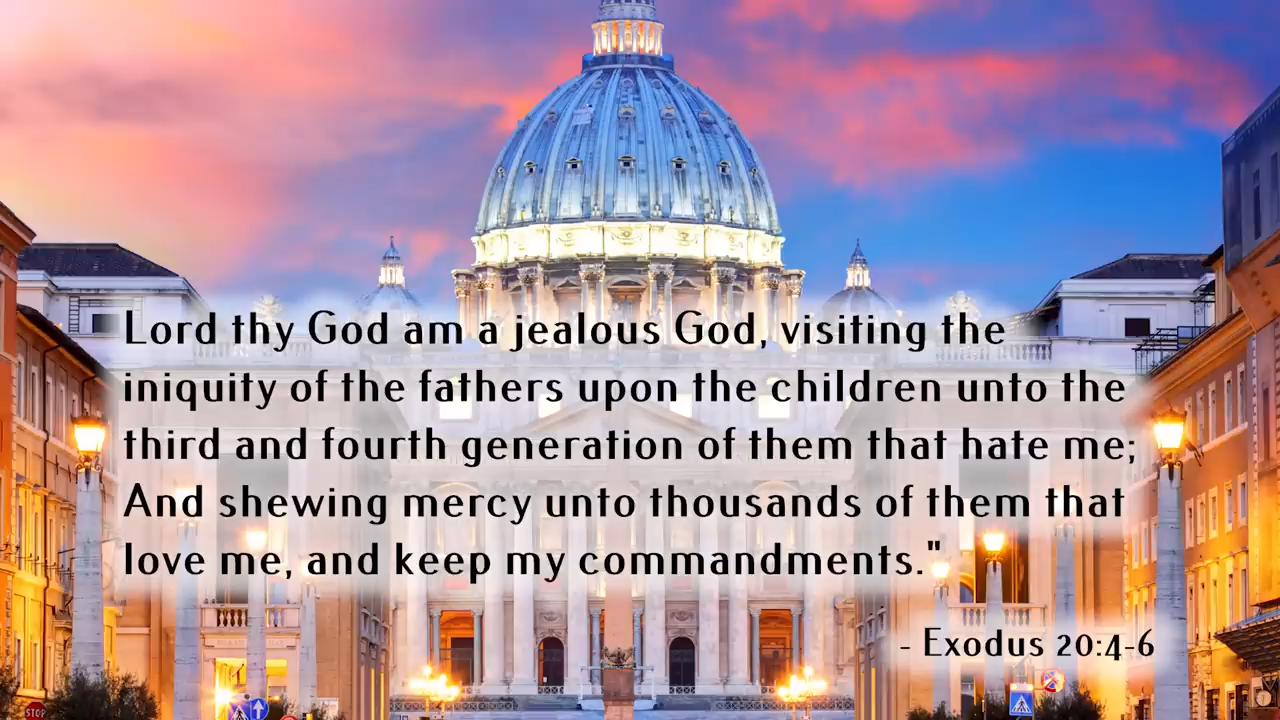 Lord thy God am a jealous God, visiting the
iniquity of the fathers upon the children unto the
third and fourth generation of them that hate me;
And shewing mercy unto thousands of them that
love me, and keep my commandments."
- Exodus 20:4-6
STOP